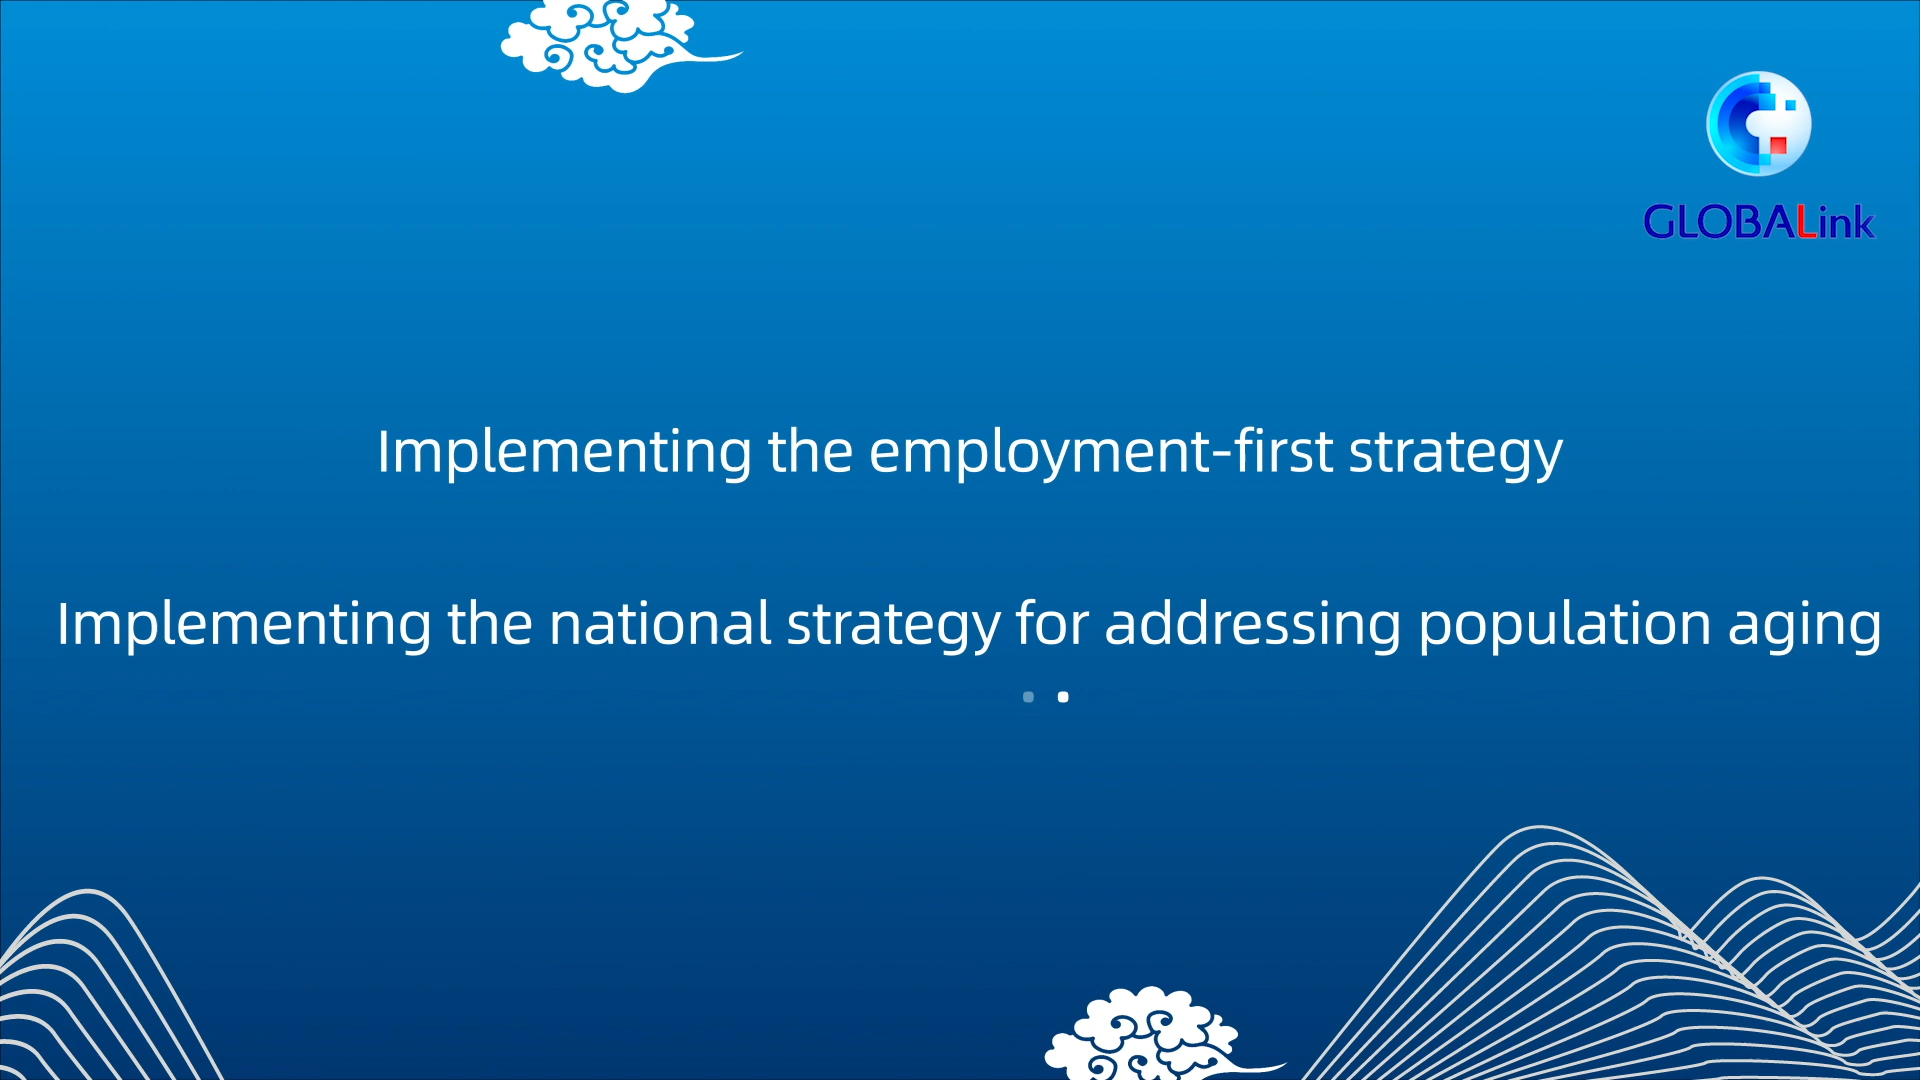 GLOBALink
Implementing the employment-first strategy
Implementing the national strategy for addressing population aging